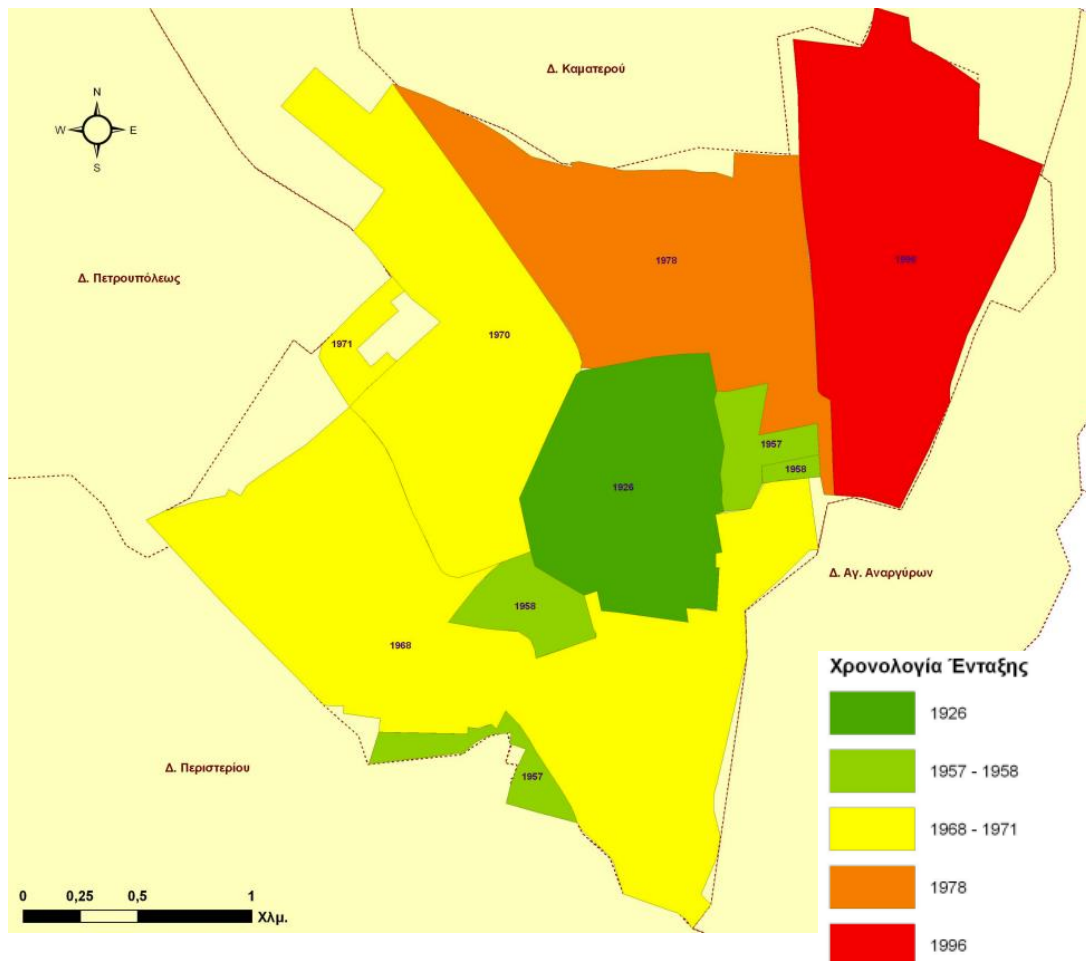 Δ. Καματερού
N
W E
S
Δ. Πετρουπόλεως
1978
1996
1970
1971
1957
1958
1926
Δ. Αγ. Αναργύρων
1958
1968
Δ. Περιστερίου
1957
0 0,25 0,5 1
Χλμ.
Χρονολογία Ένταξης
1926
1957 - 1958
1968 - 1971
1978
1996